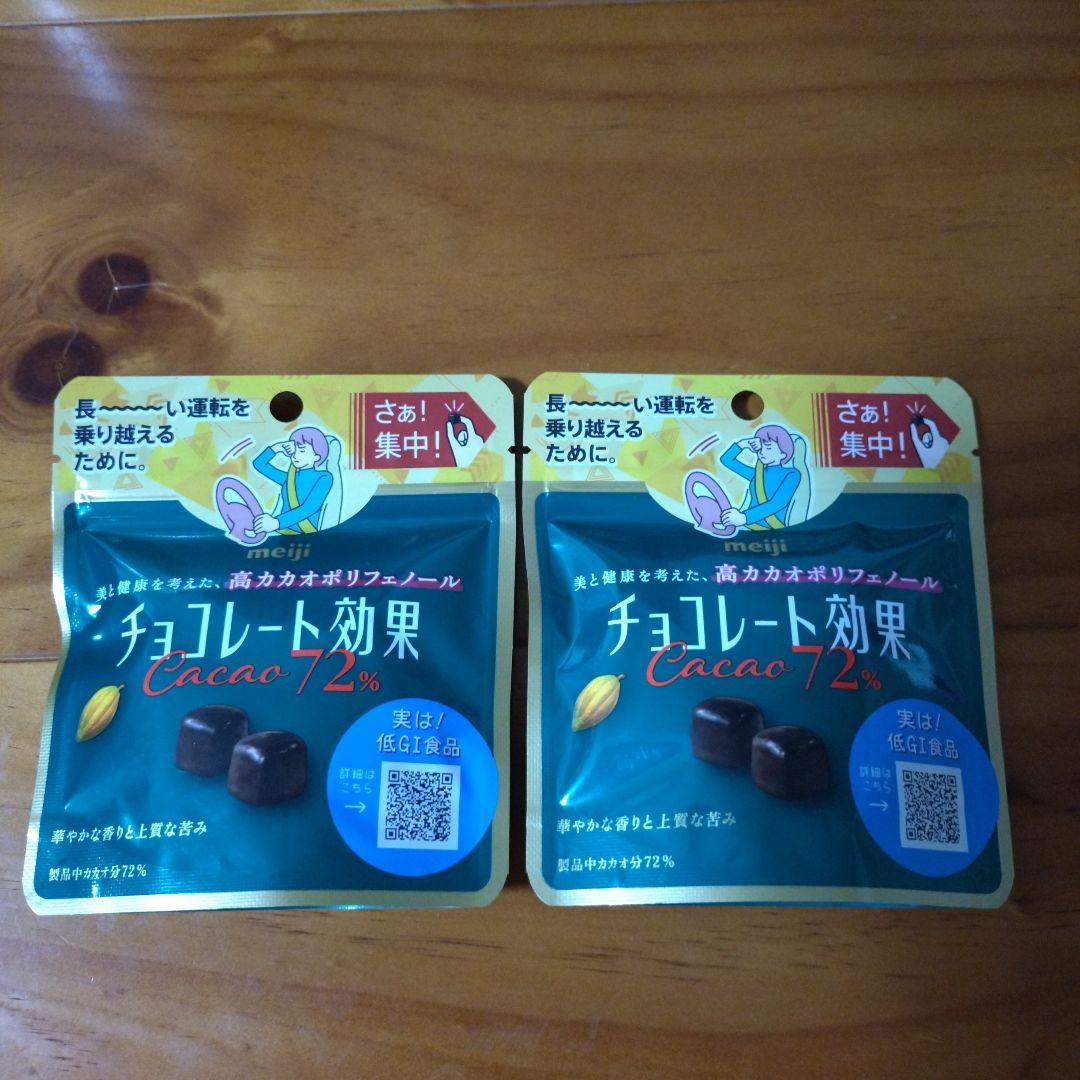 長〜〜〜い運転を
乗り越える
ために。
さぁ!
集中!
meiji
美と健康を考えた、高カカオポリフェノール
チョコレート効果
Cacao 72%
実は!
低GI食品
詳細は
こちら
→
華やかな香りと上質な苦み
製品中カカオ分72%
長〜〜〜い運転を
乗り越える
ために。
さぁ!
集中!
meiji
美と健康を考えた、高カカオポリフェノール
チョコレート効果
Cacao 72%
実は!
低GI食品
詳細は
こちら
→
華やかな香りと上質な苦み
製品中カカオ分72%